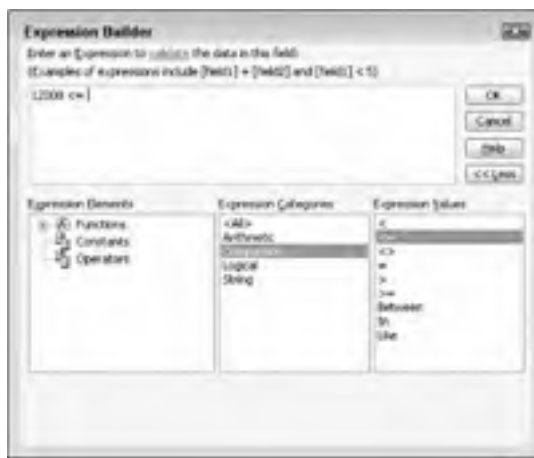 Expression Builder
Enter an Expression to validate the data in this field:
(Examples of expressions include [field1] + [field2] and [field1] < 5)
12000 <=
OK
Cancel
Help
<< Less
Expression Elements
Functions
Constants
Operators
Expression Categories
<All>
Arithmetic
Comparison
Logical
String
Expression Values
<
<=
<>
=
>
>=
Between
In
Like